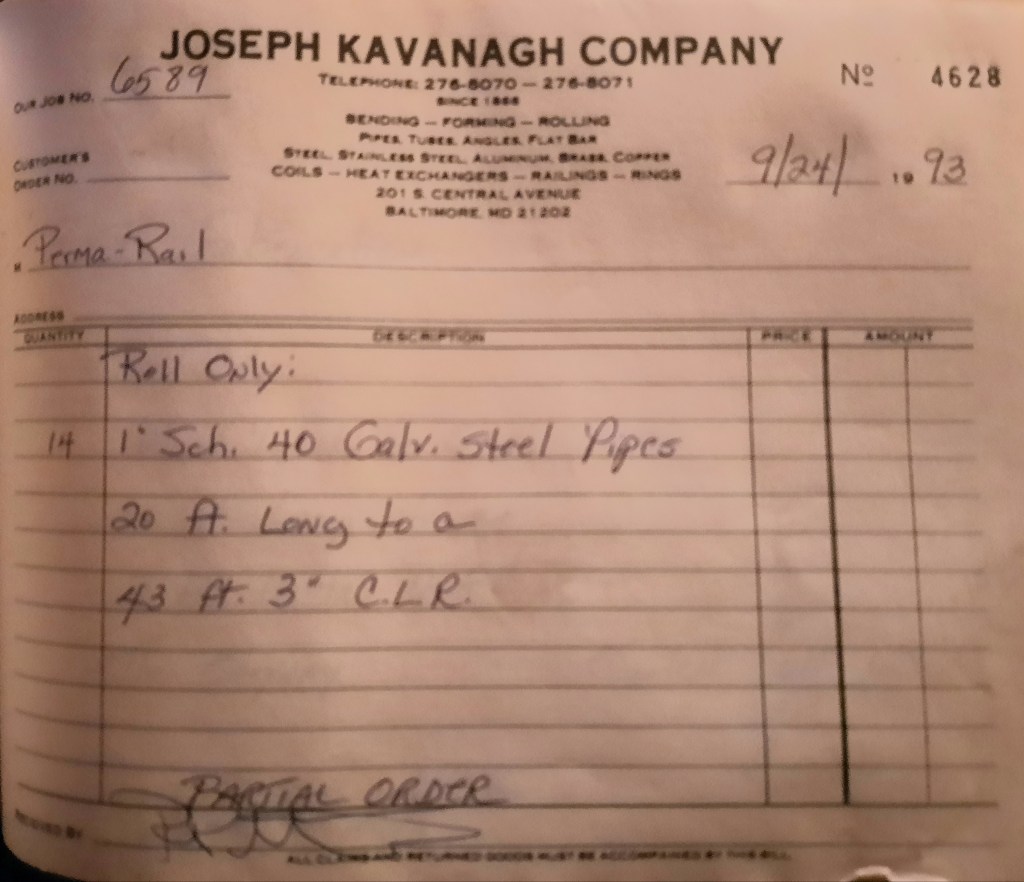 JOSEPH KAVANAGH COMPANY
TELEPHONE: 276-8070 — 276-8071
SINCE 1866
BENDING — FORMING — ROLLING
PIPES, TUBES, ANGLES, FLAT BAR
STEEL, STAINLESS STEEL, ALUMINUM, BRASS, COPPER
COILS — HEAT EXCHANGERS — RAILINGS — RINGS
201 S. CENTRAL AVENUE
BALTIMORE, MD 21202
Nº 4628
OUR JOB NO. 6589
CUSTOMER'S
ORDER NO.
9/24/ 19 93
M Perma-Rail
ADDRESS
QUANTITY DESCRIPTION PRICE AMOUNT
Roll Only:
14 1" Sch. 40 Galv. Steel Pipes
20 ft. Long to a
43 ft. 3" C.L.R.
PARTIAL ORDER
RECEIVED BY
ALL CLAIMS AND RETURNED GOODS MUST BE ACCOMPANIED BY THIS BILL.